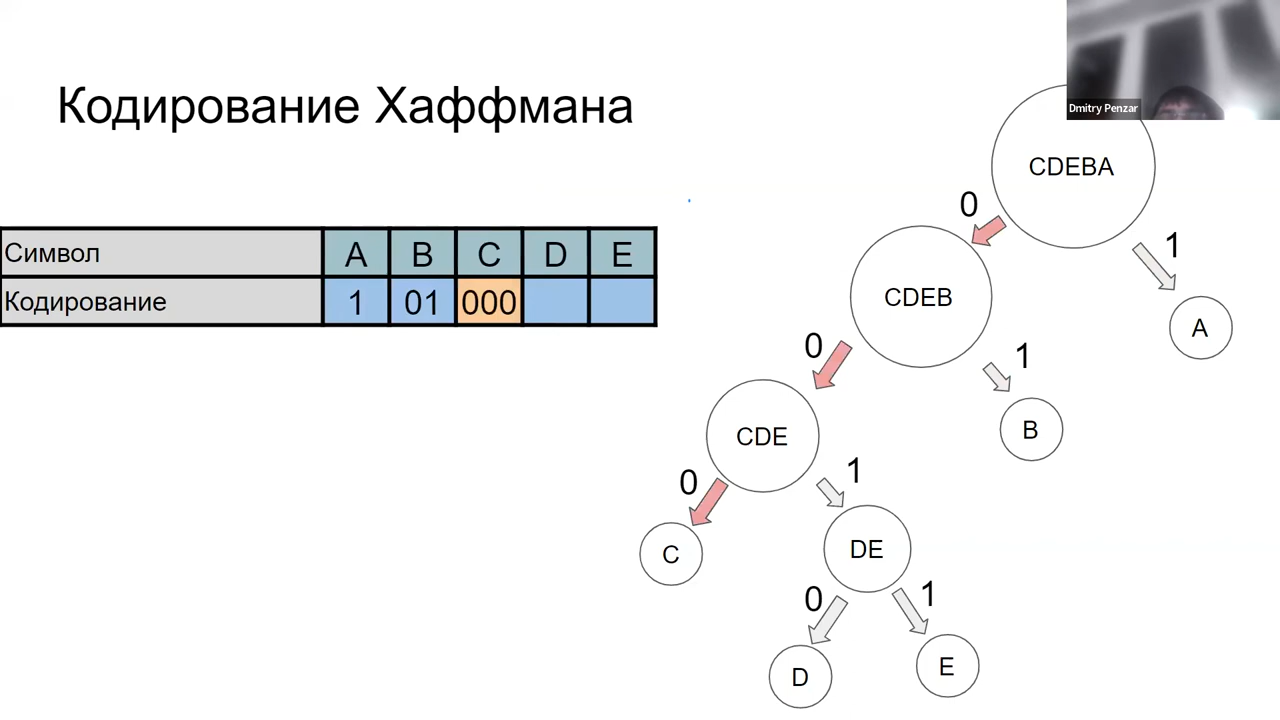 Dmitry Penzar
Кодирование Хаффмана
Символ A B C D E
Кодирование 1 01 000
CDEBA
0 1
CDEB
A
0 1
CDE
B
0 1
C
DE
0 1
D
E